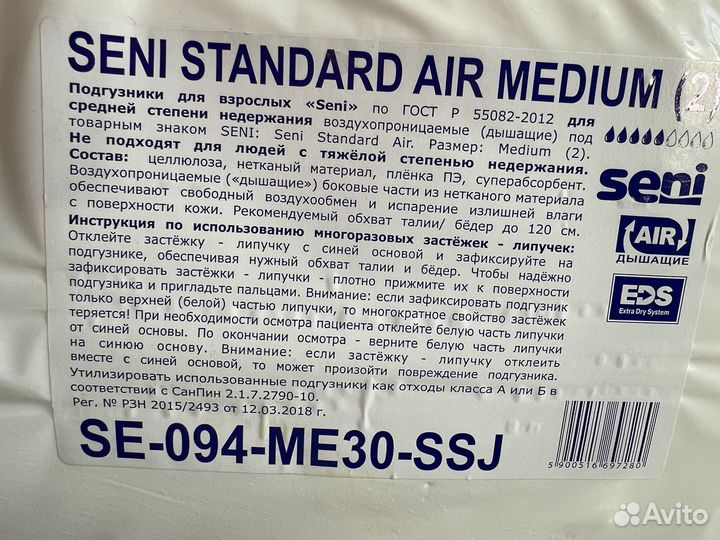 SENI STANDARD AIR MEDIUM (2)
Подгузники для взрослых «Seni» по ГОСТ Р 55082-2012 для
средней степени недержания воздухопроницаемые (дышащие) под
товарным знаком SENI: Seni Standard Air. Размер: Medium (2).
Не подходят для людей с тяжёлой степенью недержания.
Состав: целлюлоза, нетканый материал, плёнка ПЭ, суперабсорбент.
Воздухопроницаемые («дышащие») боковые части из нетканого материала
обеспечивают свободный воздухообмен и испарение излишней влаги
с поверхности кожи. Рекомендуемый обхват талии/ бёдер до 120 см.
Инструкция по использованию многоразовых застёжек - липучек:
Отклейте застёжку - липучку с синей основой и зафиксируйте на
подгузнике, обеспечивая нужный обхват талии и бёдер. Чтобы надёжно
зафиксировать застёжки - липучки - плотно прижмите их к поверхности
подгузника и пригладьте пальцами. Внимание: если зафиксировать подгузник
только верхней (белой) частью липучки, то многократное свойство застёжек
теряется! При необходимости осмотра пациента отклейте белую часть липучки
от синей основы. По окончании осмотра - верните белую часть липучки
на синюю основу. Внимание: если застёжку - липучку отклеить
вместе с синей основой, то может произойти повреждение подгузника.
Утилизировать использованные подгузники как отходы класса А или Б в
соответствии с СанПин 2.1.7.2790-10.
Рег. № РЗН 2015/2493 от 12.03.2018 г.
SE-094-ME30-SSJ
seni
AIR
ДЫШАЩИЕ
EDS
Extra Dry System
5 900516 697280
Avito